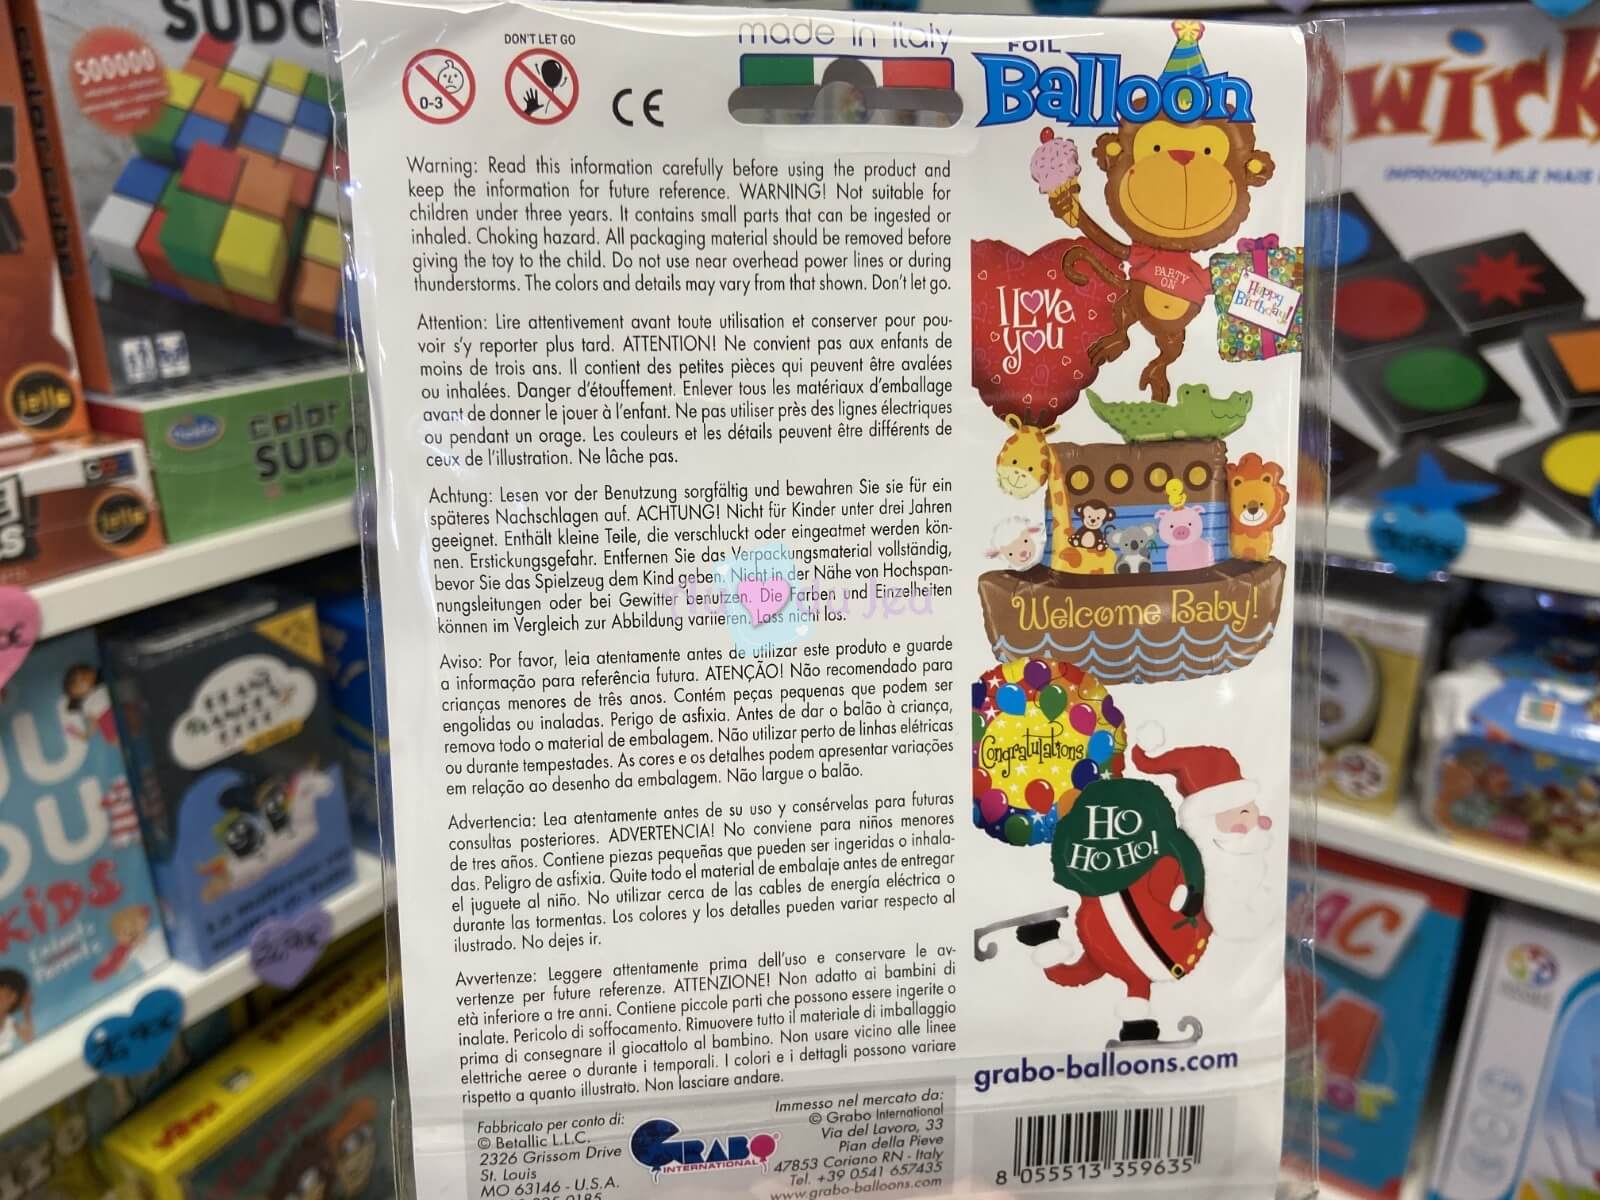 SUDO
500000
color
SUDO
0-3
DON'T LET GO
CE
made in italy
FOIL
Balloon
Warning: Read this information carefully before using the product and
keep the information for future reference. WARNING! Not suitable for
children under three years. It contains small parts that can be ingested or
inhaled. Choking hazard. All packaging material should be removed before
giving the toy to the child. Do not use near overhead power lines or during
thunderstorms. The colors and details may vary from that shown. Don't let go.
Attention: Lire attentivement avant toute utilisation et conserver pour pou-
voir s'y reporter plus tard. ATTENTION! Ne convient pas aux enfants de
moins de trois ans. Il contient des petites pièces qui peuvent être avalées
ou inhalées. Danger d'étouffement. Enlever tous les matériaux d'emballage
avant de donner le jouer à l'enfant. Ne pas utiliser près des lignes électriques
ou pendant un orage. Les couleurs et les détails peuvent être différents de
ceux de l'illustration. Ne lâche pas.
Achtung: Lesen vor der Benutzung sorgfältig und bewahren Sie sie für ein
späteres Nachschlagen auf. ACHTUNG! Nicht für Kinder unter drei Jahren
geeignet. Enthält kleine Teile, die verschluckt oder eingeatmet werden kön-
nen. Erstickungsgefahr. Entfernen Sie das Verpackungsmaterial vollständig,
bevor Sie das Spielzeug dem Kind geben. Nicht in der Nähe von Hochspan-
nungsleitungen oder bei Gewitter benutzen. Die Farben und Einzelheiten
können im Vergleich zur Abbildung variieren. Lass nicht los.
Aviso: Por favor, leia atentamente antes de utilizar este produto e guarde
a informação para referência futura. ATENÇÃO! Não recomendado para
crianças menores de três anos. Contém peças pequenas que podem ser
engolidas ou inaladas. Perigo de asfixia. Antes de dar o balão à criança,
remova todo o material de embalagem. Não utilizar perto de linhas elétricas
ou durante tempestades. As cores e os detalhes podem apresentar variações
em relação ao desenho da embalagem. Não largue o balão.
Advertencia: Lea atentamente antes de su uso y consérvelas para futuras
consultas posteriores. ADVERTENCIA! No conviene para niños menores
de tres años. Contiene piezas pequeñas que pueden ser ingeridas o inhala-
das. Peligro de asfixia. Quite todo el material de embalaje antes de entregar
el juguete al niño. No utilizar cerca de las cables de energía eléctrica o
durante las tormentas. Los colores y los detalles pueden variar respecto al
ilustrado. No dejes ir.
Avvertenze: Leggere attentamente prima dell'uso e conservare le av-
vertenze per future referenze. ATTENZIONE! Non adatto ai bambini di
età inferiore a tre anni. Contiene piccole parti che possono essere ingerite o
inalate. Pericolo di soffocamento. Rimuovere tutto il materiale di imballaggio
prima di consegnare il giocattolo al bambino. Non usare vicino alle linee
elettriche aeree o durante i temporali. I colori e i dettagli possono variare
rispetto a quanto illustrato. Non lasciare andare.
Fabbricato per conto di:
© Betallic L.L.C.
2326 Grissom Drive
St. Louis
MO 63146 - U.S.A.
GRABO
INTERNATIONAL
Immesso nel mercato da:
© Grabo International
Via del Lavoro, 33
Pian della Pieve
47853 Coriano RN - Italy
Tel. +39 0541 657435
www.grabo-balloons.com
PARTY
ON
I Love
you
Happy
Birthday!
Welcome Baby!
Congratulations
HO
HO HO!
grabo-balloons.com
8 055513 359635
du Jeu
KiDS
iello
iello